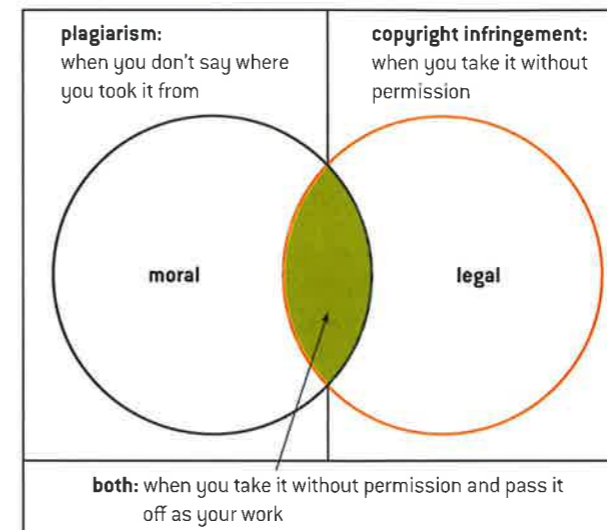 plagiarism:
when you don't say where
you took it from
copyright infringement:
when you take it without
permission
moral
legal
both: when you take it without permission and pass it
off as your work